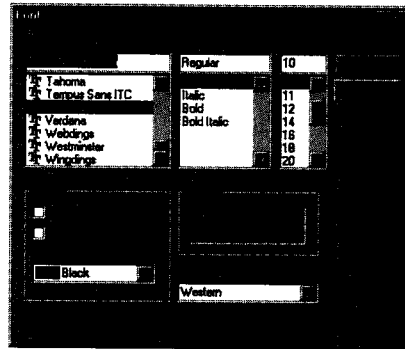 Font
Regular
10
Tahoma
Tempus Sans ITC
Verdana
Webdings
Westminster
Wingdings
Italic
Bold
Bold Italic
11
12
14
16
18
20
Black
Western